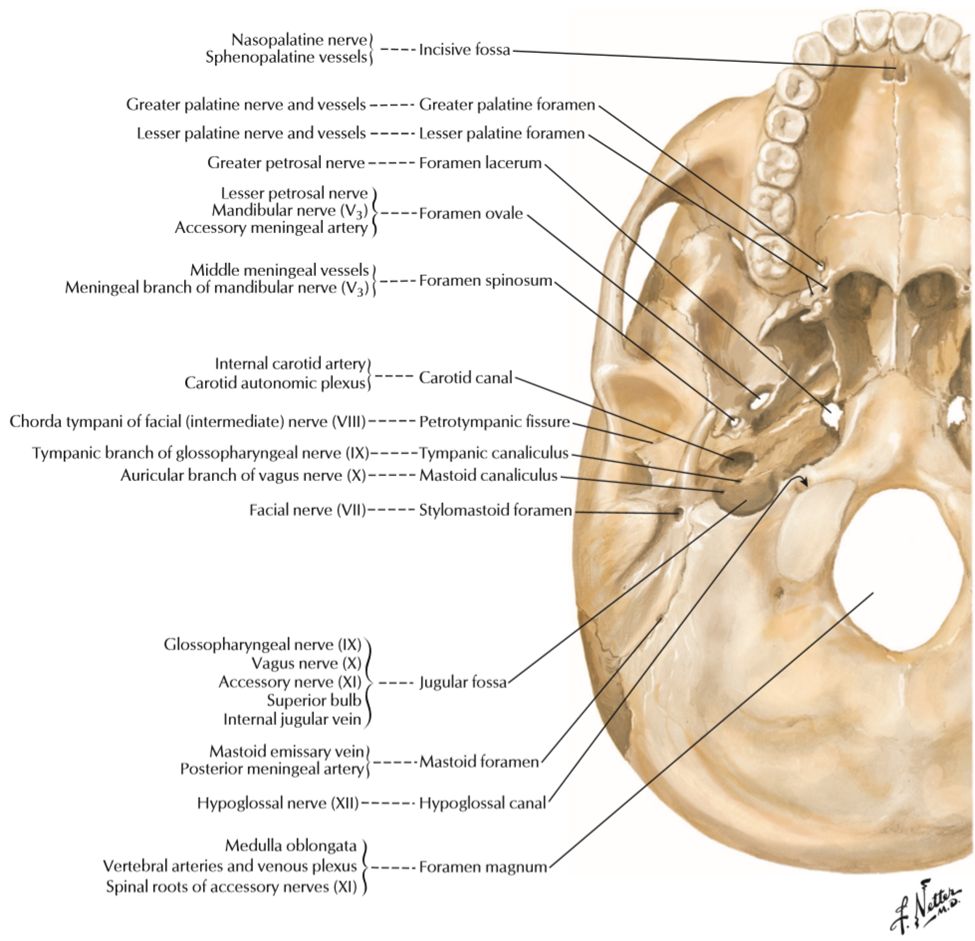 Nasopalatine nerve
Sphenopalatine vessels
Incisive fossa
Greater palatine nerve and vessels
Greater palatine foramen
Lesser palatine nerve and vessels
Lesser palatine foramen
Greater petrosal nerve
Foramen lacerum
Lesser petrosal nerve
Mandibular nerve (V3)
Accessory meningeal artery
Foramen ovale
Middle meningeal vessels
Meningeal branch of mandibular nerve (V3)
Foramen spinosum
Internal carotid artery
Carotid autonomic plexus
Carotid canal
Chorda tympani of facial (intermediate) nerve (VIII)
Petrotympanic fissure
Tympanic branch of glossopharyngeal nerve (IX)
Tympanic canaliculus
Auricular branch of vagus nerve (X)
Mastoid canaliculus
Facial nerve (VII)
Stylomastoid foramen
Glossopharyngeal nerve (IX)
Vagus nerve (X)
Accessory nerve (XI)
Superior bulb
Internal jugular vein
Jugular fossa
Mastoid emissary vein
Posterior meningeal artery
Mastoid foramen
Hypoglossal nerve (XII)
Hypoglossal canal
Medulla oblongata
Vertebral arteries and venous plexus
Spinal roots of accessory nerves (XI)
Foramen magnum
F. Netter
M.D.